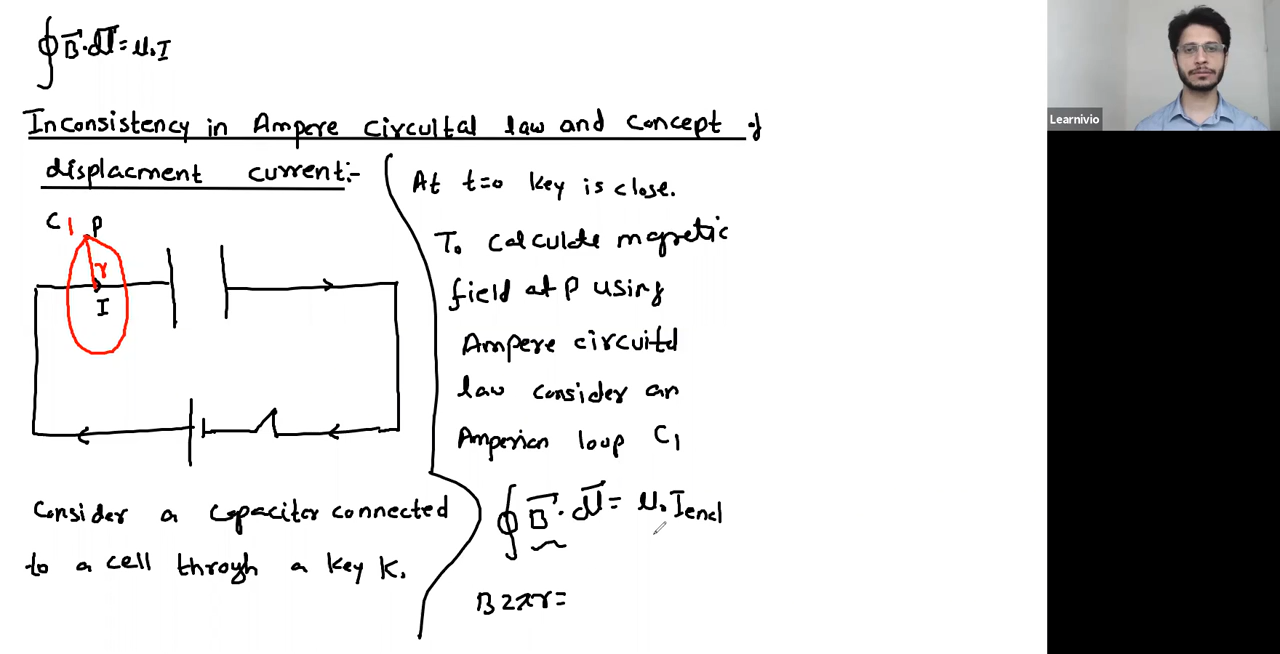 ∮B⃗·dl⃗=μ₀I
Inconsistency in Ampere circuital law and concept of
displacment current:-
C1 P
r
I
Consider a capacitor connected
to a cell through a key K.
At t=0 key is close.
To calculate magnetic
field at P using
Ampere circuital
law consider an
Amperian loop C1
∮B⃗·dl⃗=μ₀Iencl
B2πr=
Learnivio